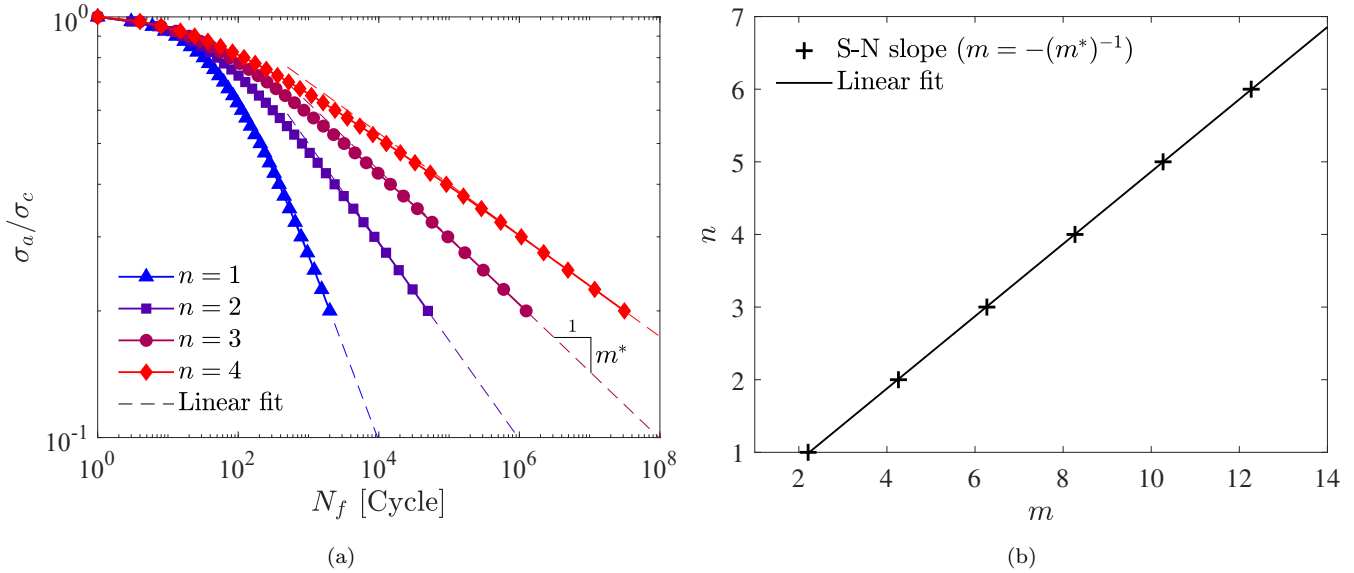 10^0
10^-1
σ_a/σ_c
n = 1
n = 2
n = 3
n = 4
Linear fit
1
m*
10^0 10^2 10^4 10^6 10^8
N_f [Cycle]
(a)
7
6
5
4
3
2
1
n
S-N slope (m = −(m*)^−1)
Linear fit
2 4 6 8 10 12 14
m
(b)